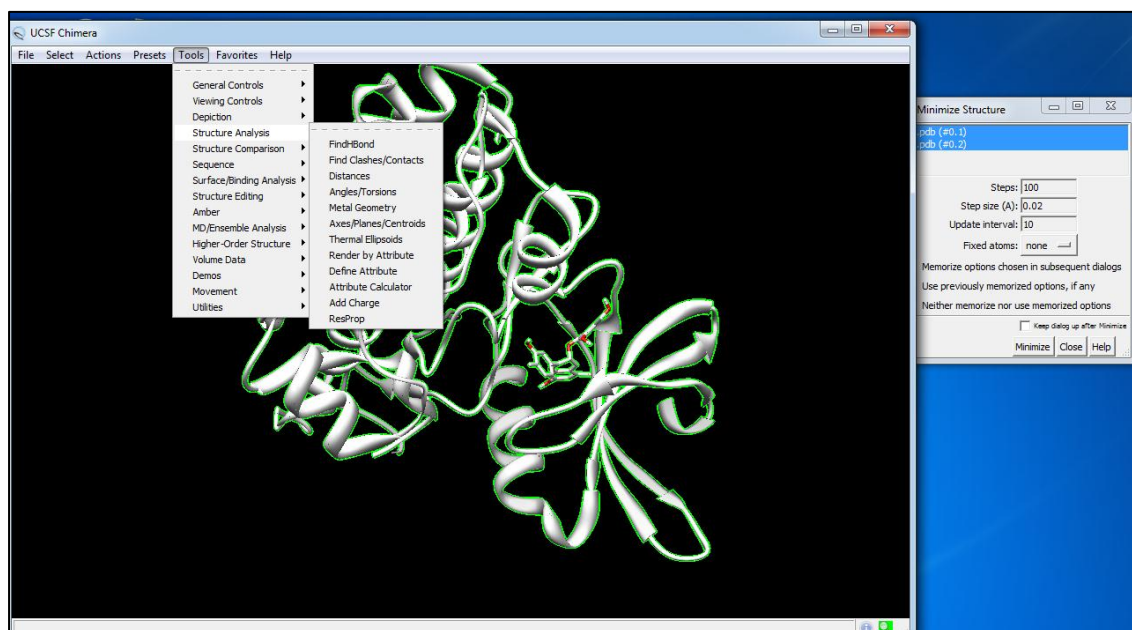 UCSF Chimera
File Select Actions Presets Tools Favorites Help
General Controls
Viewing Controls
Depiction
Structure Analysis
Structure Comparison
Sequence
Surface/Binding Analysis
Structure Editing
Amber
MD/Ensemble Analysis
Higher-Order Structure
Volume Data
Demos
Movement
Utilities
FindHBond
Find Clashes/Contacts
Distances
Angles/Torsions
Metal Geometry
Axes/Planes/Centroids
Thermal Ellipsoids
Render by Attribute
Define Attribute
Attribute Calculator
Add Charge
ResProp
Minimize Structure
.pdb (#0.1)
.pdb (#0.2)
Steps: 100
Step size (A): 0.02
Update interval: 10
Fixed atoms: none
Memorize options chosen in subsequent dialogs
Use previously memorized options, if any
Neither memorize nor use memorized options
Keep dialog up after Minimize
Minimize Close Help